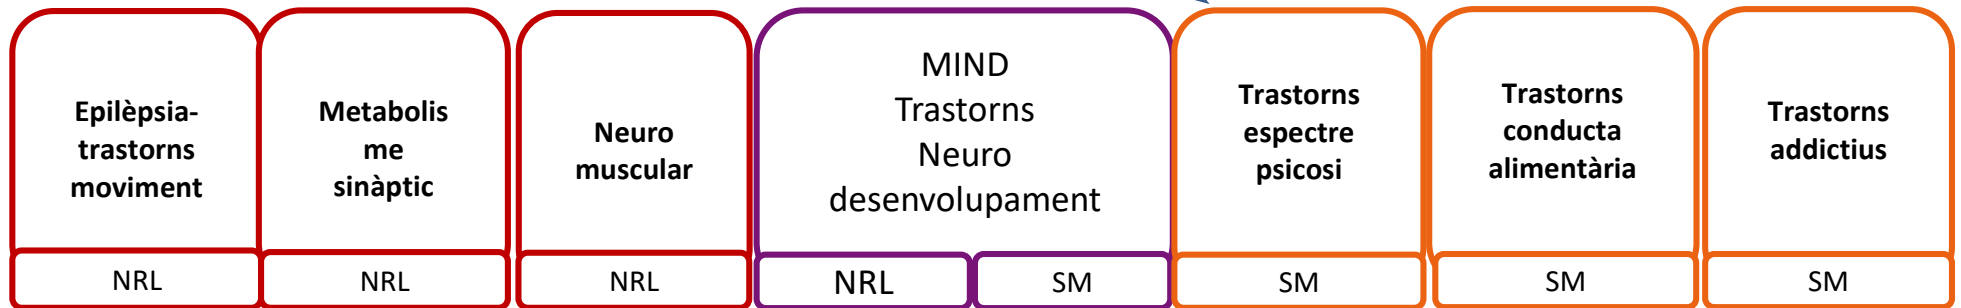 Epilèpsia-
trastorns
moviment
NRL
Metabolis
me
sinàptic
NRL
Neuro
muscular
NRL
MIND
Trastorns
Neuro
desenvolupament
NRL
SM
Trastorns
espectre
psicosi
SM
Trastorns
conducta
alimentària
SM
Trastorns
addictius
SM